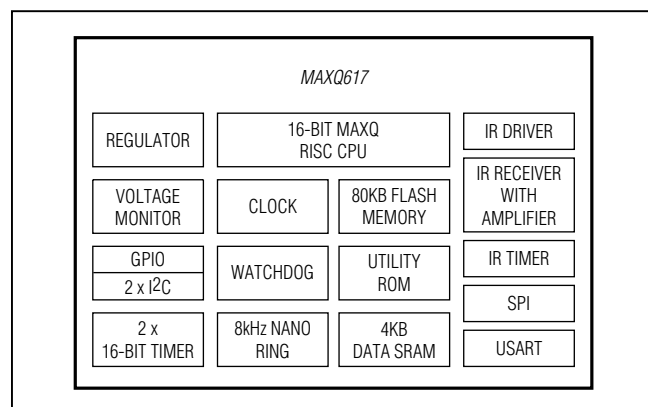 MAXQ617
REGULATOR
16-BIT MAXQ
RISC CPU
IR DRIVER
VOLTAGE
MONITOR
CLOCK
80KB FLASH
MEMORY
IR RECEIVER
WITH
AMPLIFIER
GPIO
2 x I2C
WATCHDOG
UTILITY
ROM
IR TIMER
SPI
2 x
16-BIT TIMER
8kHz NANO
RING
4KB
DATA SRAM
USART